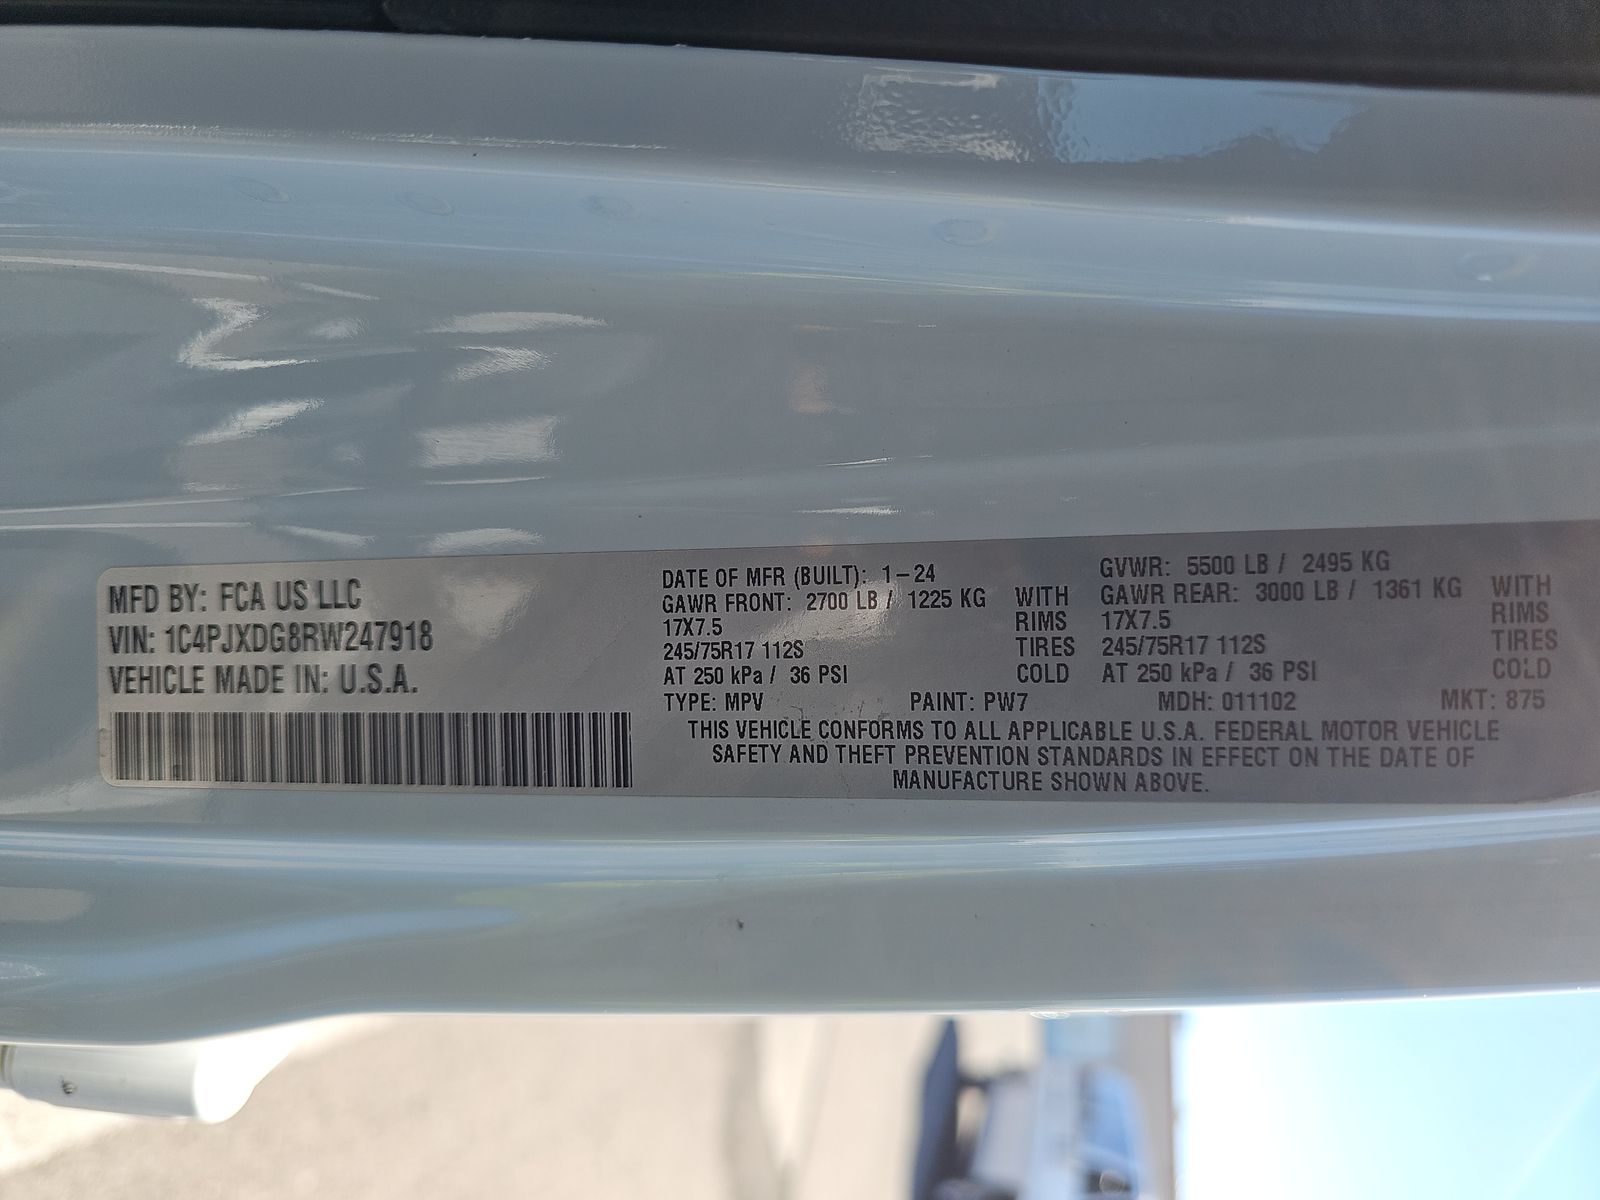 MFD BY: FCA US LLC
VIN: 1C4PJXDG8RW247918
VEHICLE MADE IN: U.S.A.
DATE OF MFR (BUILT): 1-24 GVWR: 5500 LB / 2495 KG
GAWR FRONT: 2700 LB / 1225 KG WITH GAWR REAR: 3000 LB / 1361 KG WITH
17X7.5 RIMS 17X7.5 RIMS
245/75R17 112S TIRES 245/75R17 112S TIRES
AT 250 kPa / 36 PSI COLD AT 250 kPa / 36 PSI COLD
TYPE: MPV PAINT: PW7 MDH: 011102 MKT: 875
THIS VEHICLE CONFORMS TO ALL APPLICABLE U.S.A. FEDERAL MOTOR VEHICLE
SAFETY AND THEFT PREVENTION STANDARDS IN EFFECT ON THE DATE OF
MANUFACTURE SHOWN ABOVE.